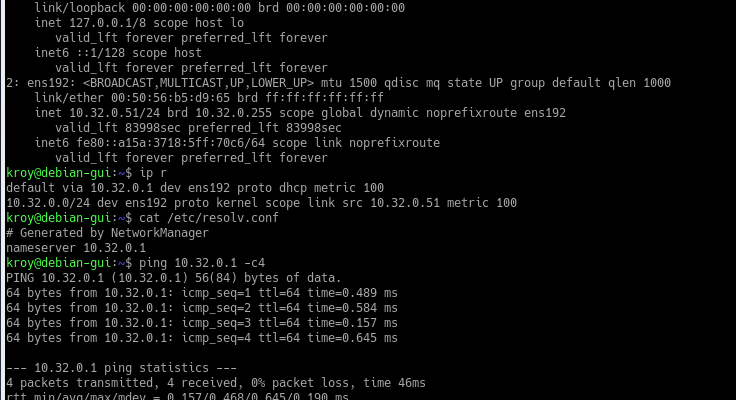 link/loopback 00:00:00:00:00:00 brd 00:00:00:00:00:00
inet 127.0.0.1/8 scope host lo
valid_lft forever preferred_lft forever
inet6 ::1/128 scope host
valid_lft forever preferred_lft forever
2: ens192: <BROADCAST,MULTICAST,UP,LOWER_UP> mtu 1500 qdisc mq state UP group default qlen 1000
link/ether 00:50:56:b5:d9:65 brd ff:ff:ff:ff:ff:ff
inet 10.32.0.51/24 brd 10.32.0.255 scope global dynamic noprefixroute ens192
valid_lft 83998sec preferred_lft 83998sec
inet6 fe80::a15a:3718:5ff:70c6/64 scope link noprefixroute
valid_lft forever preferred_lft forever
kroy@debian-gui:~$ ip r
default via 10.32.0.1 dev ens192 proto dhcp metric 100
10.32.0.0/24 dev ens192 proto kernel scope link src 10.32.0.51 metric 100
kroy@debian-gui:~$ cat /etc/resolv.conf
# Generated by NetworkManager
nameserver 10.32.0.1
kroy@debian-gui:~$ ping 10.32.0.1 -c4
PING 10.32.0.1 (10.32.0.1) 56(84) bytes of data.
64 bytes from 10.32.0.1: icmp_seq=1 ttl=64 time=0.489 ms
64 bytes from 10.32.0.1: icmp_seq=2 ttl=64 time=0.584 ms
64 bytes from 10.32.0.1: icmp_seq=3 ttl=64 time=0.157 ms
64 bytes from 10.32.0.1: icmp_seq=4 ttl=64 time=0.645 ms
--- 10.32.0.1 ping statistics ---
4 packets transmitted, 4 received, 0% packet loss, time 46ms
rtt min/avg/max/mdev = 0.157/0.468/0.645/0.190 ms